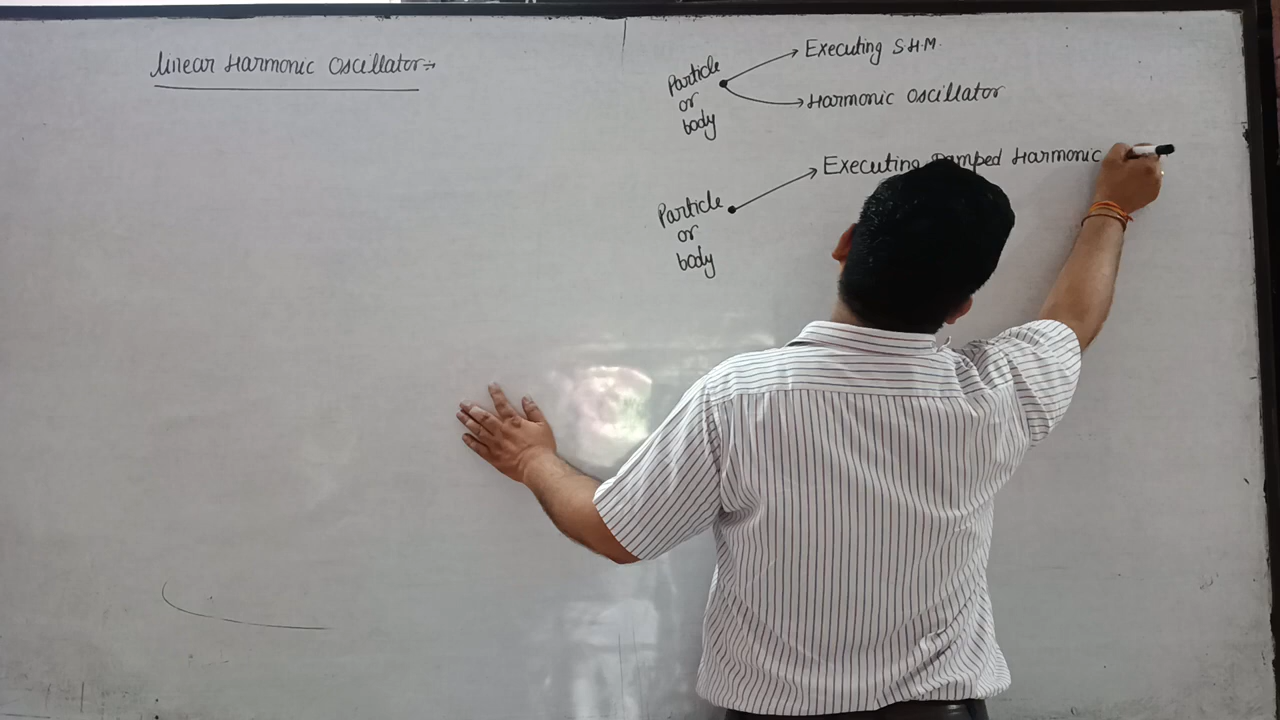 Linear Harmonic Oscillator÷
Particle
or
body
Executing S.H.M.
Harmonic Oscillator
Particle
or
body
Executing Damped Harmonic